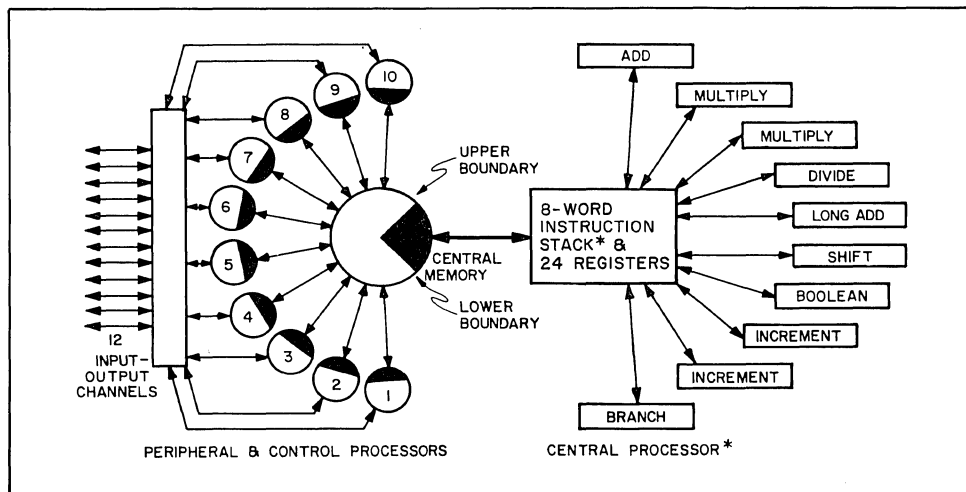 ADD
10
9
MULTIPLY
8
MULTIPLY
7
UPPER
BOUNDARY
DIVIDE
6
8-WORD
INSTRUCTION
STACK* &
24 REGISTERS
LONG ADD
5
CENTRAL
MEMORY
SHIFT
4
LOWER
BOUNDARY
BOOLEAN
12
INPUT-
OUTPUT
CHANNELS
3
INCREMENT
2
1
INCREMENT
BRANCH
PERIPHERAL & CONTROL PROCESSORS
CENTRAL PROCESSOR*